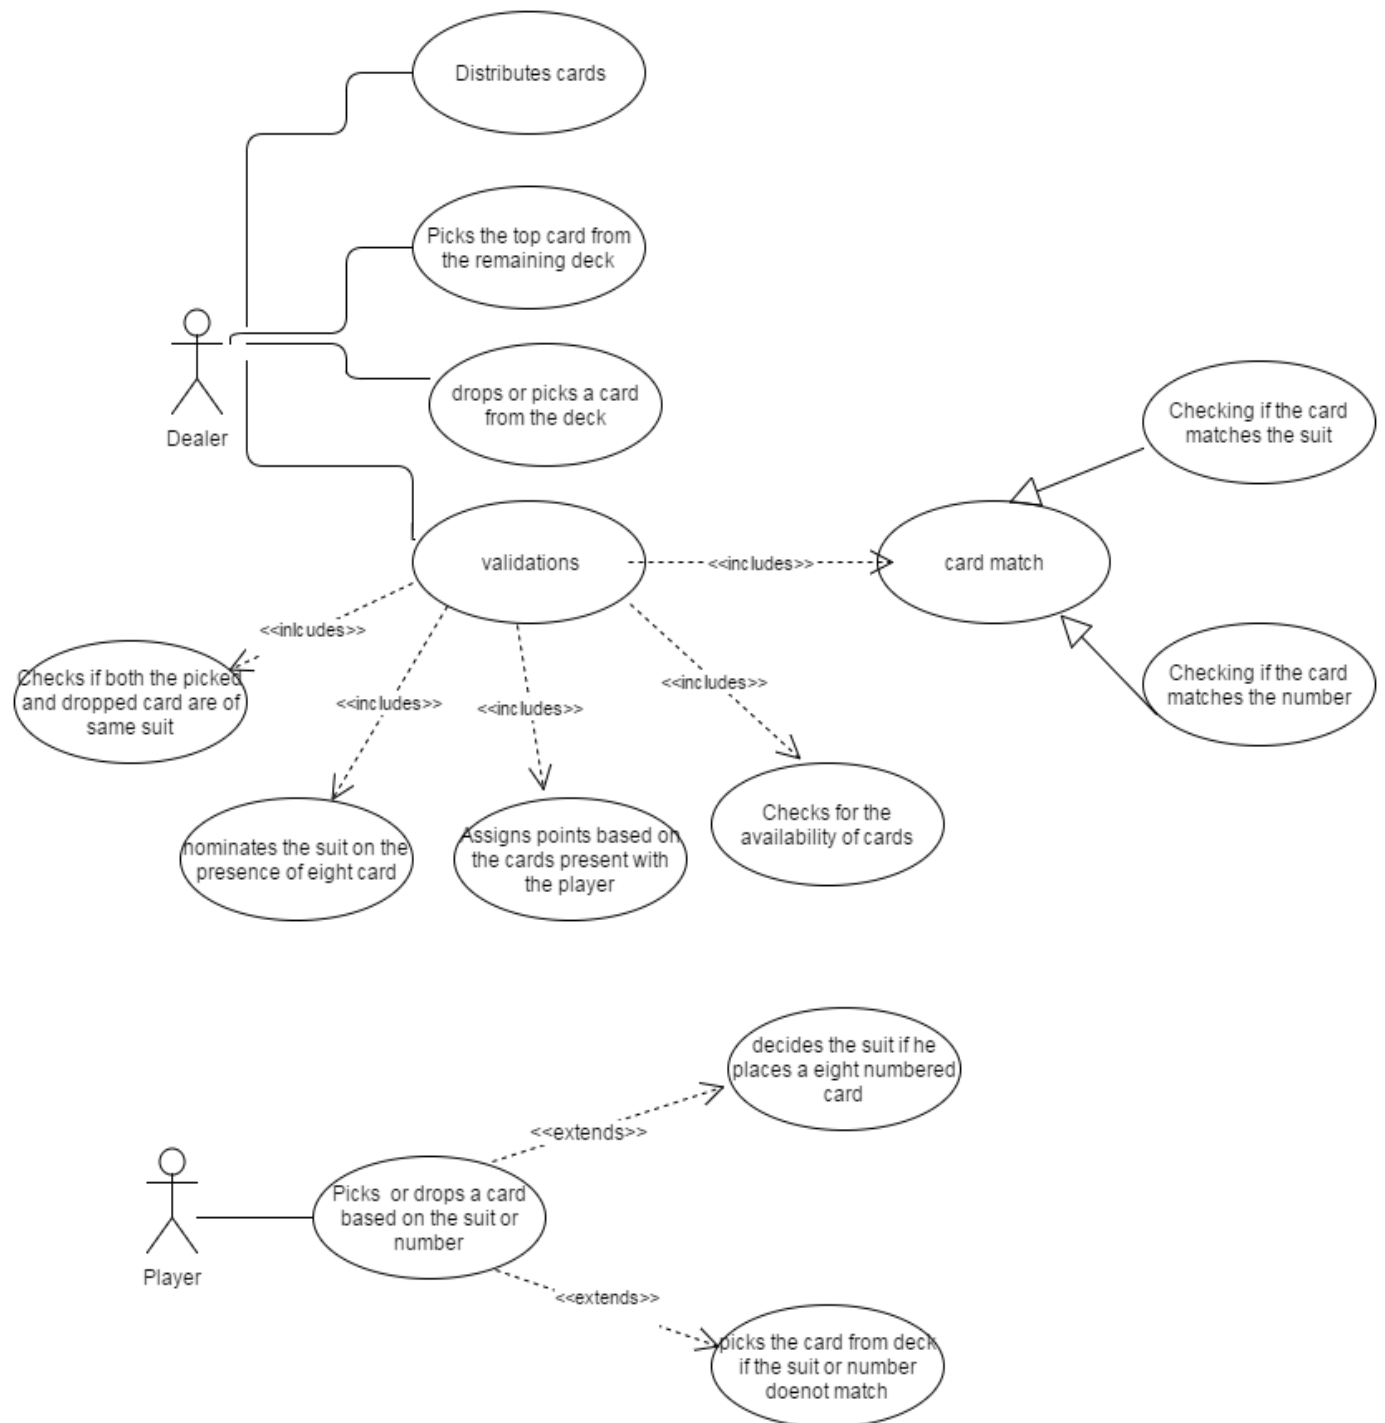 Distributes cards
Picks the top card from
the remaining deck
Dealer
drops or picks a card
from the deck
Checking if the card
matches the suit
validations
<<includes>>
card match
<<inlcudes>>
Checks if both the picked
and dropped card are of
same suit
<<includes>>
<<includes>>
<<includes>>
Checking if the card
matches the number
nominates the suit on the
presence of eight card
Assigns points based on
the cards present with
the player
Checks for the
availability of cards
decides the suit if he
places a eight numbered
card
<<extends>>
Player
Picks  or drops a card
based on the suit or
number
<<extends>>
picks the card from deck
if the suit or number
doenot match